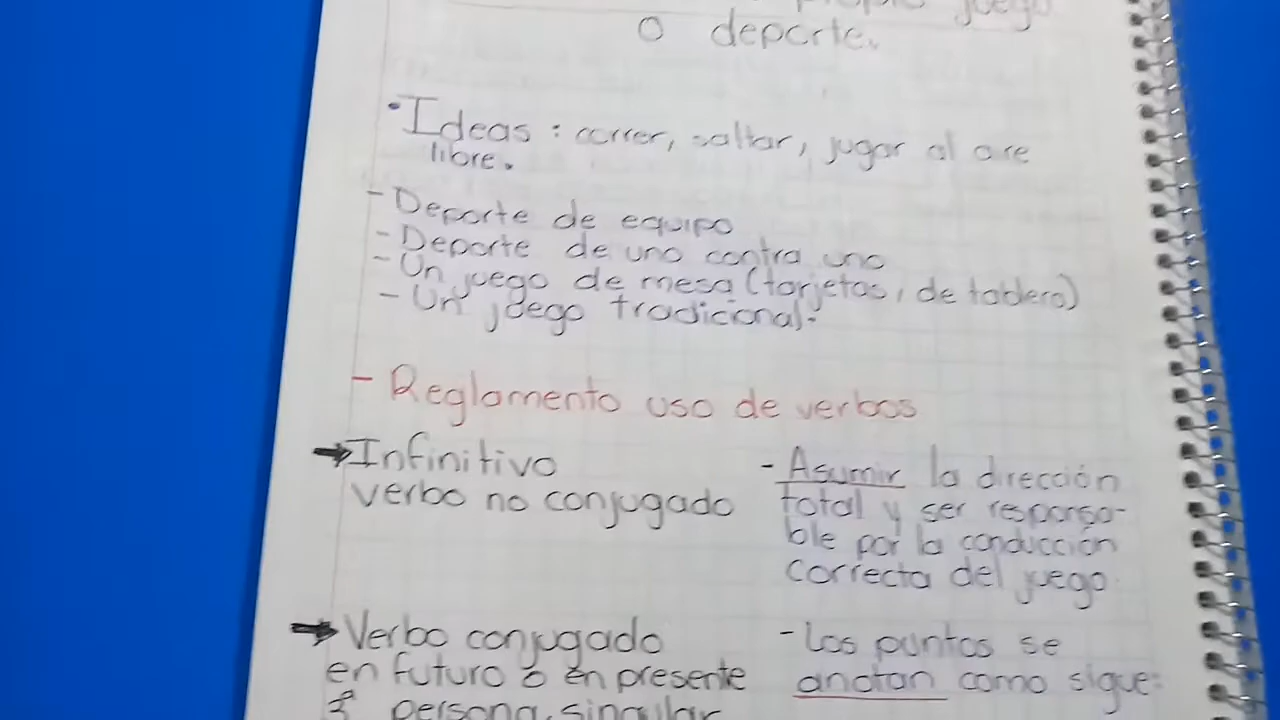 juego
o deporte.
• Ideas : correr, saltar, jugar al aire
libre.
- Deporte de equipo
- Deporte de uno contra uno
- Un juego de mesa (tarjetas, de tablero)
- Un juego tradicional.
- Reglamento uso de verbos
→ Infinitivo
verbo no conjugado
- Asumir la dirección
total y ser responsa-
ble por la conducción
correcta del juego.
→ Verbo conjugado
en futuro o en presente
persona singular
- Los puntos se
anotan como sigue: